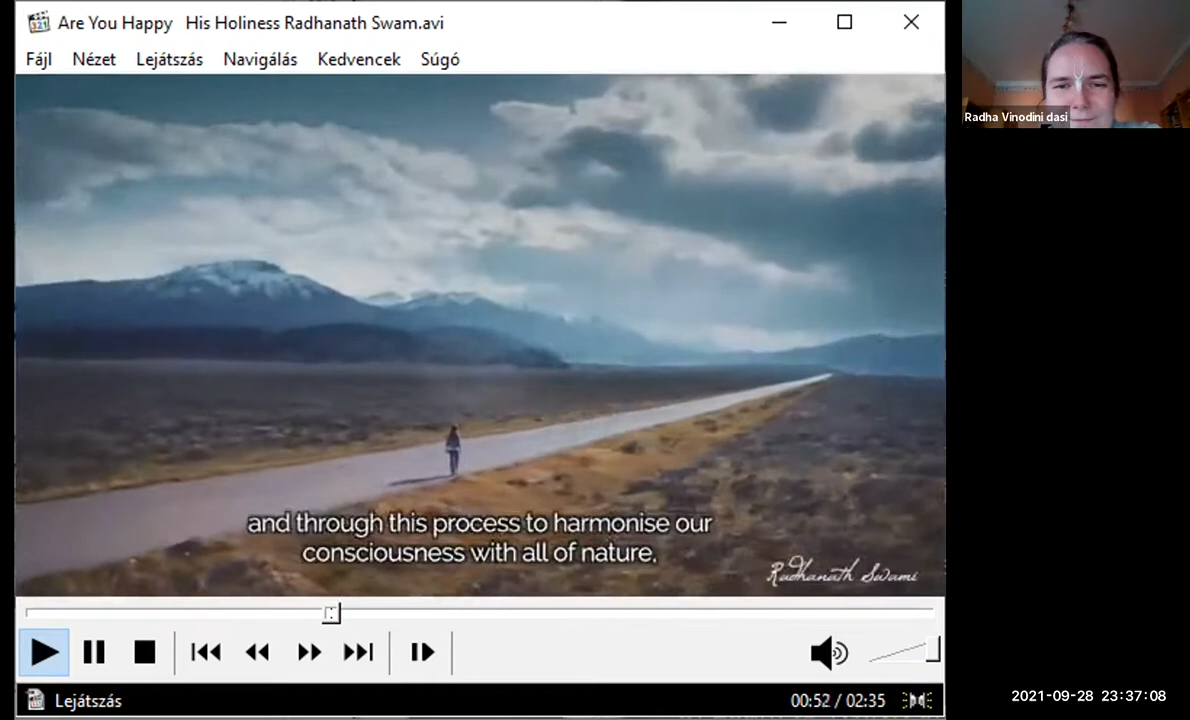 Are You Happy   His Holiness Radhanath Swam.avi
Fájl Nézet Lejátszás Navigálás Kedvencek Súgó
Radha Vinodini dasi
and through this process to harmonise our
consciousness with all of nature,
Radhanath Swami
Lejátszás
00:52 / 02:35
2021-09-28 23:37:08